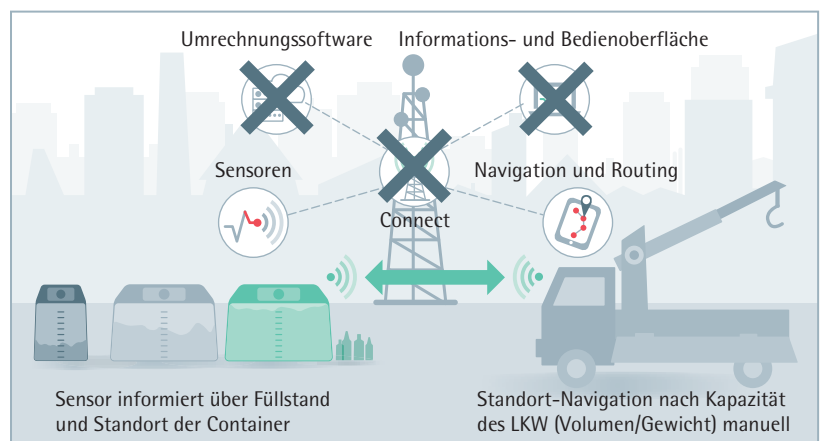 Umrechnungssoftware
Informations- und Bedienoberfläche
Sensoren
Navigation und Routing
Connect
Sensor informiert über Füllstand
und Standort der Container
Standort-Navigation nach Kapazität
des LKW (Volumen/Gewicht) manuell